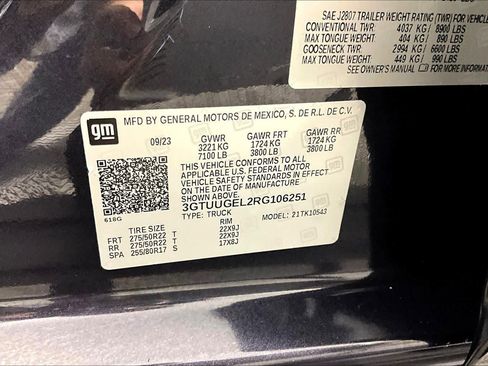 SAE J2807 TRAILER WEIGHT RATING (TWR) FOR VEHICLE
CONVENTIONAL TWR: 4037 KG/ 8900 LBS
MAX TONGUE WEIGHT: 404 KG / 890 LBS
GOOSENECK TWR: 2994 KG/ 6600 LBS
MAX TONGUE WEIGHT: 449 KG/ 990 LBS
SEE OWNER'S MANUAL FOR MORE INFORMA
gm
MFD BY GENERAL MOTORS DE MEXICO, S. DE R.L. DE C.V.
09/23 GVWR GAWR FRT GAWR RR
3221 KG 1724 KG 1724 KG
7100 LB 3800 LB 3800 LB
THIS VEHICLE CONFORMS TO ALL
APPLICABLE U.S. FEDERAL MOTOR
VEHICLE SAFETY STANDARDS IN EFFECT
ON THE DATE OF MANUFACTURE
SHOWN ABOVE.
3GTUUGEL2RG106251
618G
TYPE: TRUCK MODEL: 21TK10543
TIRE SIZE RIM
FRT 275/50R22 T 22X9J
RR 275/50R22 T 22X9J
SPA 255/80R17 S 17X8J